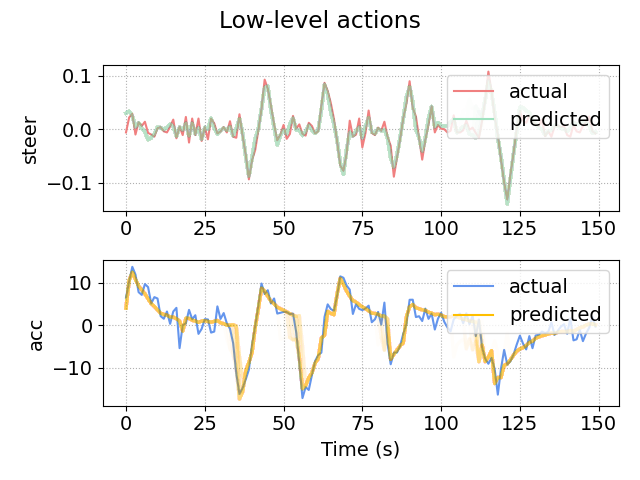 Low-level actions
steer
0.1
0.0
−0.1
actual
predicted
0 25 50 75 100 125 150
acc
10
0
−10
actual
predicted
0 25 50 75 100 125 150
Time (s)